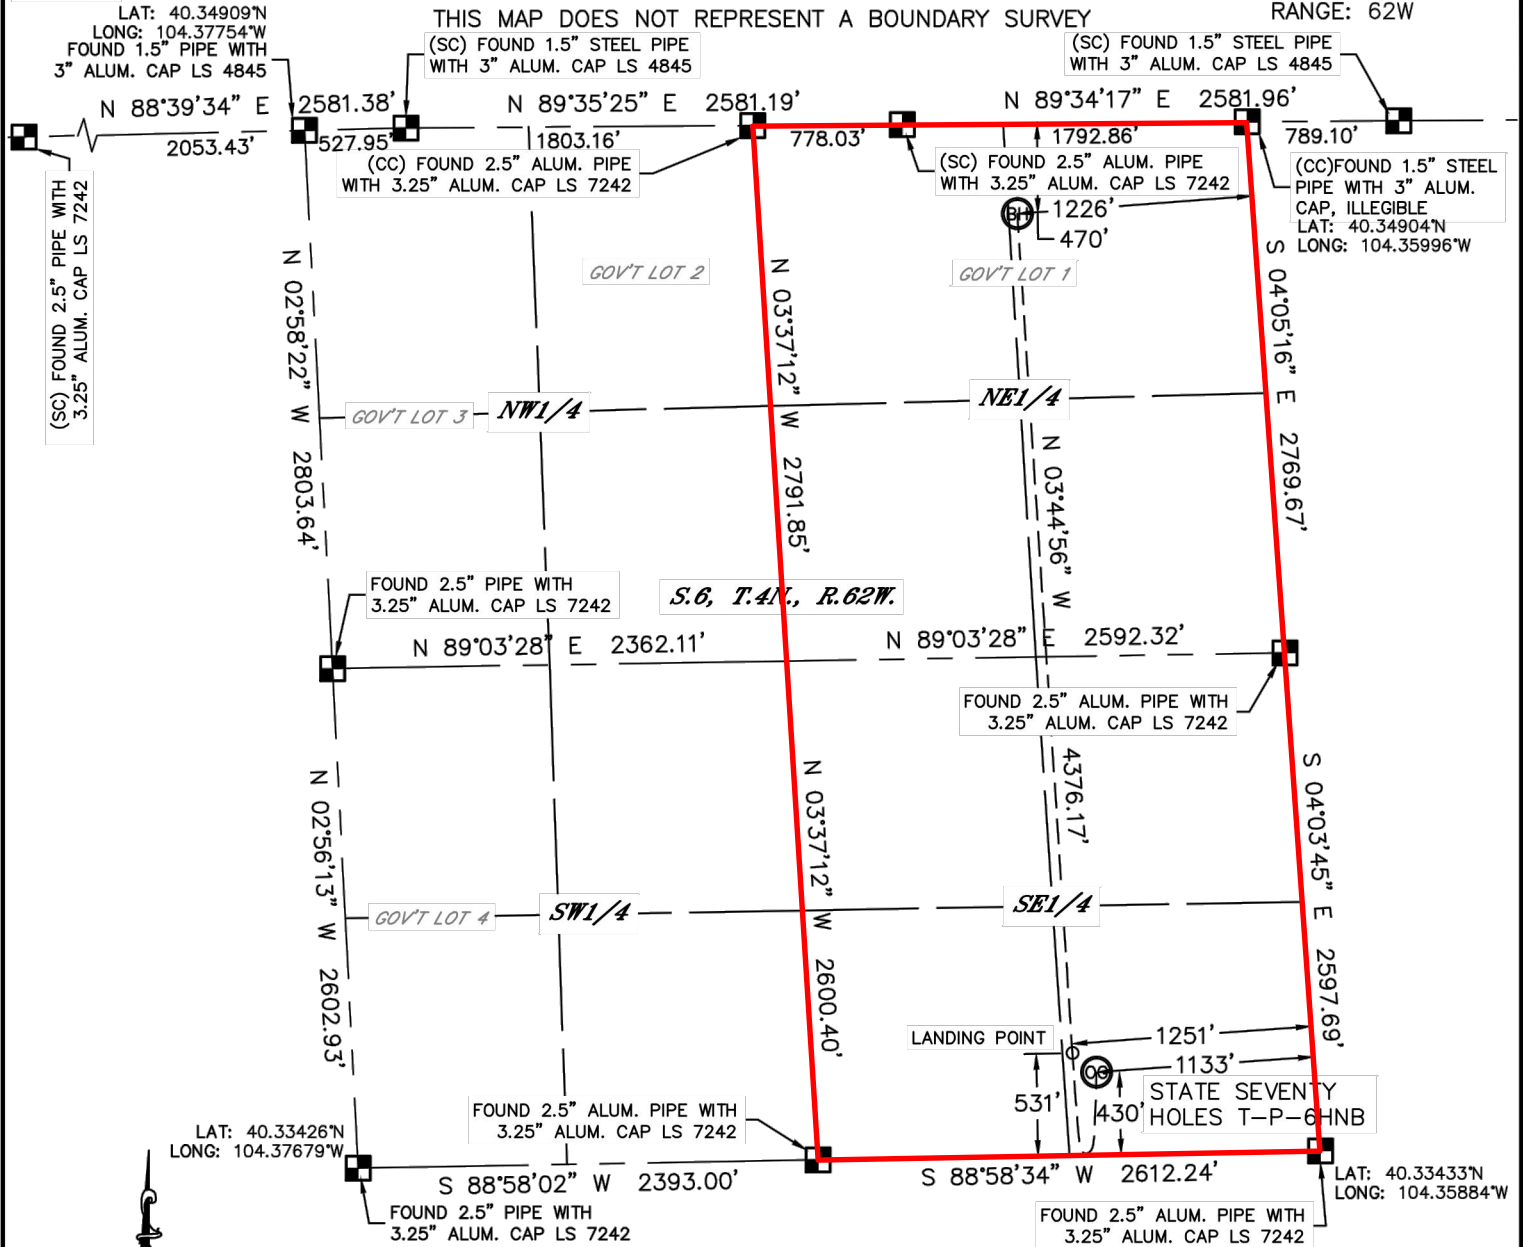 LAT: 40.34909°N
LONG: 104.37754°W
FOUND 1.5" PIPE WITH
3" ALUM. CAP LS 4845
THIS MAP DOES NOT REPRESENT A BOUNDARY SURVEY
RANGE: 62W
(SC) FOUND 1.5" STEEL PIPE
WITH 3" ALUM. CAP LS 4845
(SC) FOUND 1.5" STEEL PIPE
WITH 3" ALUM. CAP LS 4845
N 88°39'34" E 2581.38'
N 89°35'25" E 2581.19'
N 89°34'17" E 2581.96'
2053.43'
527.95'
1803.16'
778.03'
1792.86'
789.10'
(CC) FOUND 2.5" ALUM. PIPE
WITH 3.25" ALUM. CAP LS 7242
(SC) FOUND 2.5" ALUM. PIPE
WITH 3.25" ALUM. CAP LS 7242
(CC)FOUND 1.5" STEEL
PIPE WITH 3" ALUM.
CAP, ILLEGIBLE
LAT: 40.34904°N
LONG: 104.35996°W
(SC) FOUND 2.5" PIPE WITH
3.25" ALUM. CAP LS 7242
BH
1226'
470'
GOV'T LOT 2
GOV'T LOT 1
N 02°58'22" W 2803.64'
N 03°37'12" W 2791.85'
S 04°05'16" E 2769.67'
GOV'T LOT 3
NW1/4
NE1/4
N 03°44'56" W 4376.17'
FOUND 2.5" PIPE WITH
3.25" ALUM. CAP LS 7242
S.6, T.4N., R.62W.
N 89°03'28" E 2362.11'
N 89°03'28" E 2592.32'
FOUND 2.5" ALUM. PIPE WITH
3.25" ALUM. CAP LS 7242
N 02°56'13" W 2602.93'
N 03°37'12" W 2600.40'
S 04°03'45" E 2597.69'
GOV'T LOT 4
SW1/4
SE1/4
LANDING POINT
1251'
OG
1133'
531'
430'
STATE SEVENTY
HOLES T-P-6HNB
FOUND 2.5" ALUM. PIPE WITH
3.25" ALUM. CAP LS 7242
LAT: 40.33426°N
LONG: 104.37679°W
S 88°58'02" W 2393.00'
S 88°58'34" W 2612.24'
LAT: 40.33433°N
LONG: 104.35884°W
FOUND 2.5" PIPE WITH
3.25" ALUM. CAP LS 7242
FOUND 2.5" ALUM. PIPE WITH
3.25" ALUM. CAP LS 7242